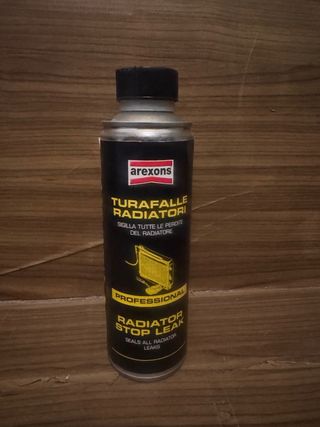 arexons
TURAFALLE
RADIATORI
SIGILLA TUTTE LE PERDITE
DEL RADIATORE
PROFESSIONAL
RADIATOR
STOP LEAK
SEALS ALL RADIATOR
LEAKS